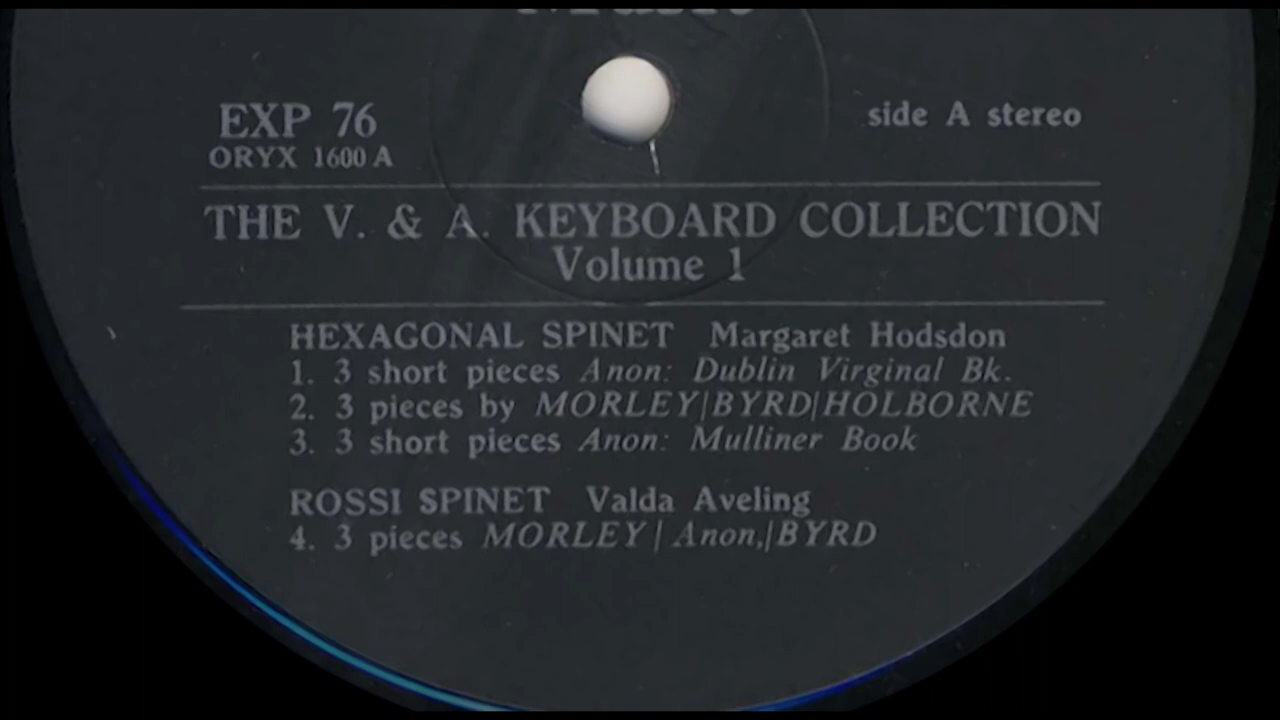 Music
EXP 76
side A stereo
ORYX 1600 A
THE V. & A. KEYBOARD COLLECTION
Volume 1
HEXAGONAL SPINET Margaret Hodsdon
1. 3 short pieces Anon: Dublin Virginal Bk.
2. 3 pieces by MORLEY|BYRD|HOLBORNE
3. 3 short pieces Anon: Mulliner Book
ROSSI SPINET Valda Aveling
4. 3 pieces MORLEY| Anon,|BYRD